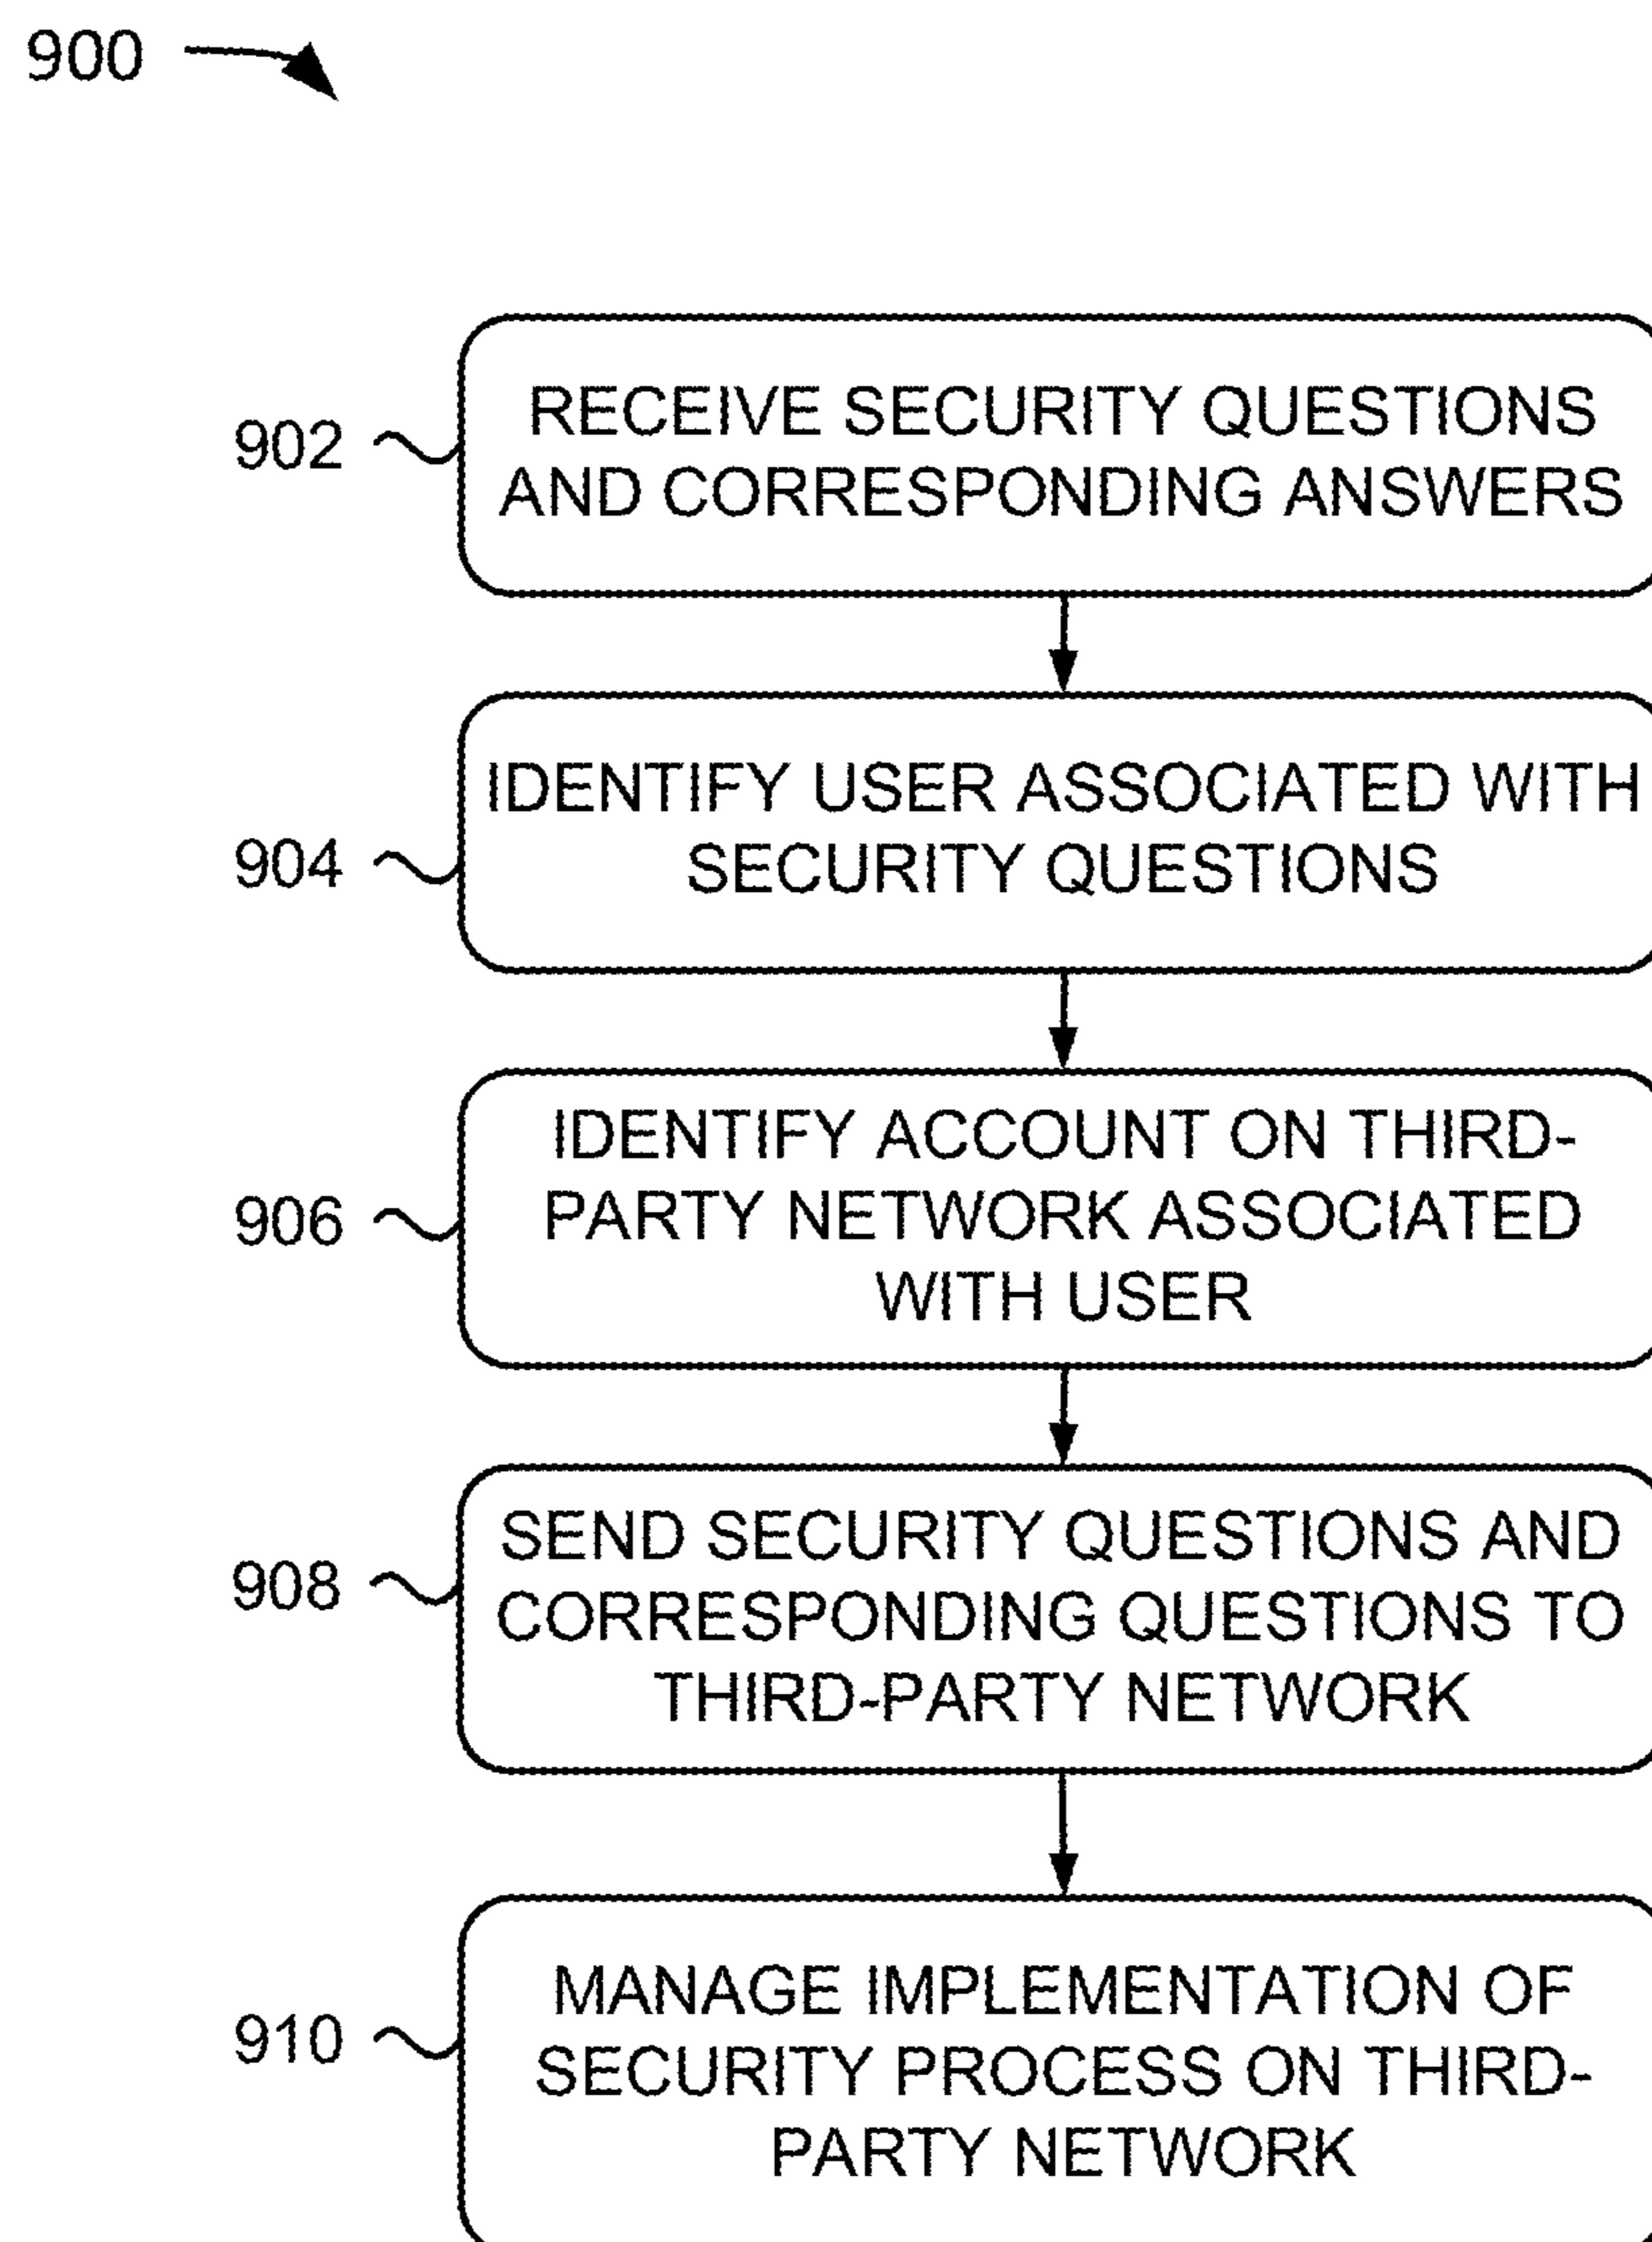 900
902
RECEIVE SECURITY QUESTIONS
AND CORRESPONDING ANSWERS
904
IDENTIFY USER ASSOCIATED WITH
SECURITY QUESTIONS
906
IDENTIFY ACCOUNT ON THIRD-
PARTY NETWORK ASSOCIATED
WITH USER
908
SEND SECURITY QUESTIONS AND
CORRESPONDING QUESTIONS TO
THIRD-PARTY NETWORK
910
MANAGE IMPLEMENTATION OF
SECURITY PROCESS ON THIRD-
PARTY NETWORK